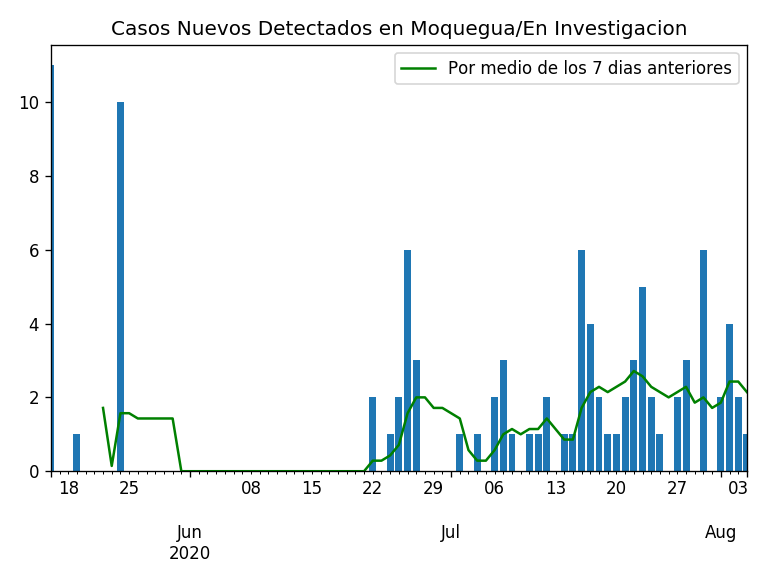 Casos Nuevos Detectados en Moquegua/En Investigacion
Por medio de los 7 dias anteriores
10
8
6
4
2
0
18 25 08 15 22 29 06 13 20 27 03
Jun Jul Aug
2020